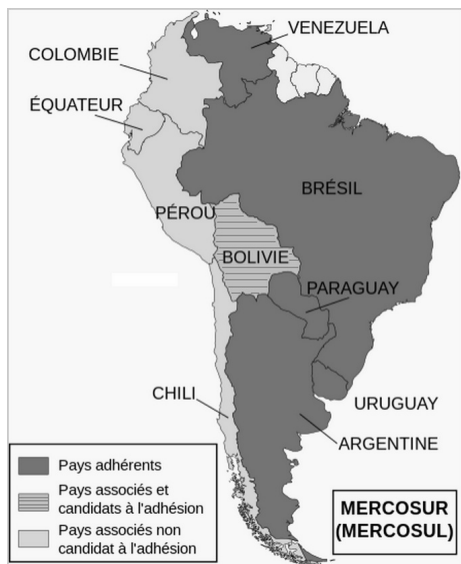 VENEZUELA
COLOMBIE
ÉQUATEUR
BRÉSIL
PÉROU
BOLIVIE
PARAGUAY
CHILI
URUGUAY
ARGENTINE
Pays adhérents
Pays associés et
candidats à l'adhésion
Pays associés non
candidat à l'adhésion
MERCOSUR
(MERCOSUL)